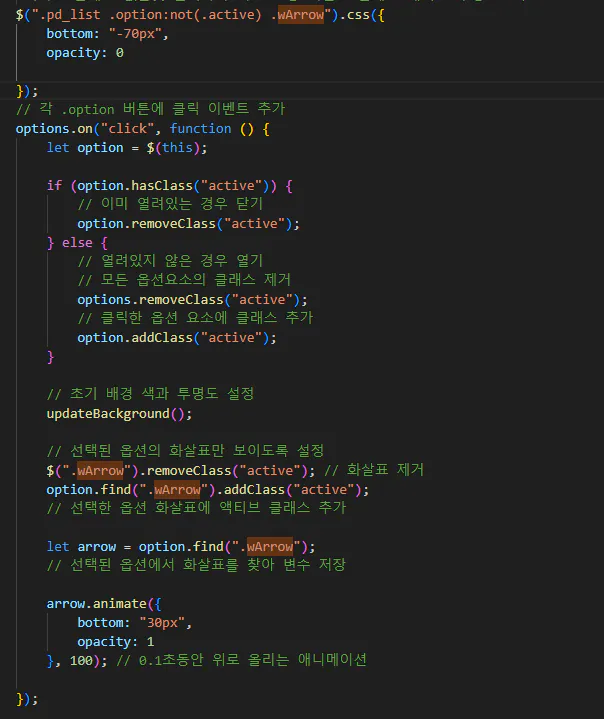 $(".pd_list .option:not(.active) .wArrow").css({
bottom: "-70px",
opacity: 0
});
// 각 .option 버튼에 클릭 이벤트 추가
options.on("click", function () {
let option = $(this);
if (option.hasClass("active")) {
// 이미 열려있는 경우 닫기
option.removeClass("active");
} else {
// 열려있지 않은 경우 열기
// 모든 옵션요소의 클래스 제거
options.removeClass("active");
// 클릭한 옵션 요소에 클래스 추가
option.addClass("active");
}
// 초기 배경 색과 투명도 설정
updateBackground();
// 선택된 옵션의 화살표만 보이도록 설정
$(".wArrow").removeClass("active"); // 화살표 제거
option.find(".wArrow").addClass("active");
// 선택한 옵션 화살표에 액티브 클래스 추가
let arrow = option.find(".wArrow");
// 선택된 옵션에서 화살표를 찾아 변수 저장
arrow.animate({
bottom: "30px",
opacity: 1
}, 100); // 0.1초동안 위로 올리는 애니메이션
});